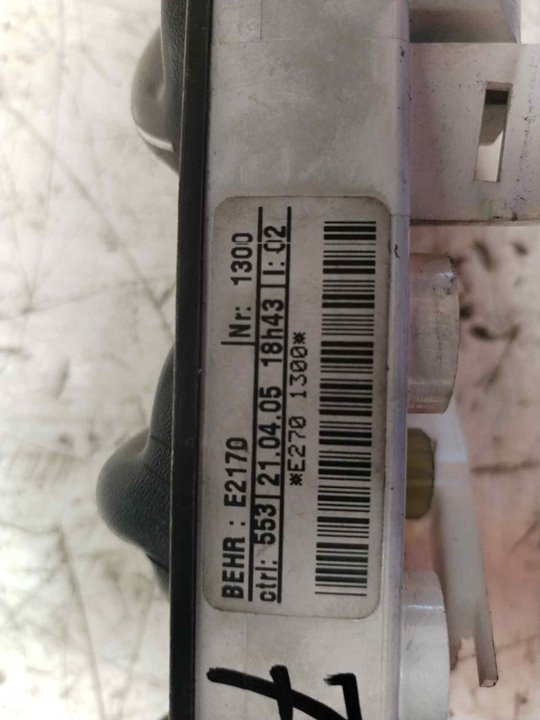 BEHR : E2170 Nr: 1300
ctrl: 553 21.04.05 18h43 I: 02
*E270 1300*